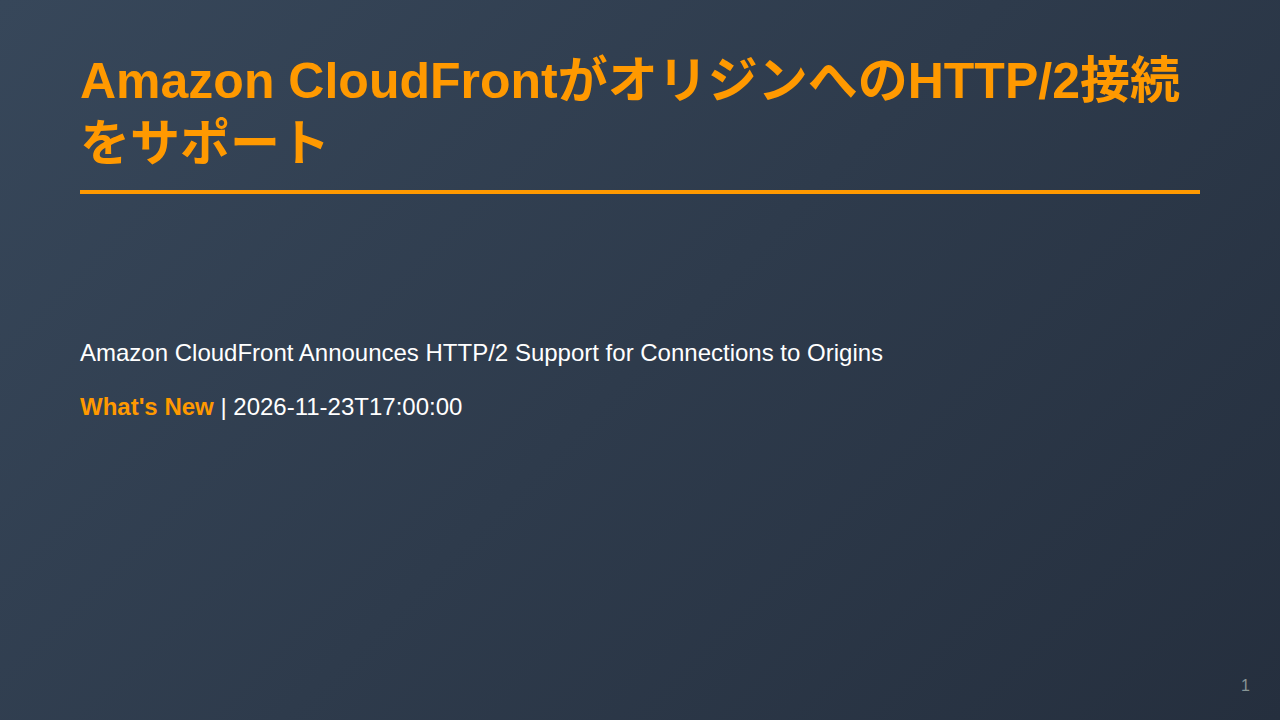 Amazon CloudFrontがオリジンへのHTTP/2接続
をサポート
Amazon CloudFront Announces HTTP/2 Support for Connections to Origins
What's New | 2026-11-23T17:00:00
1